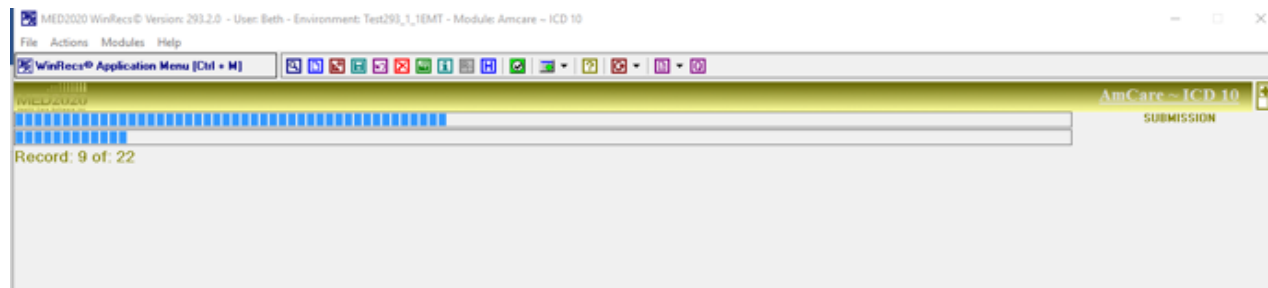 MED2020 WinRecs© Version: 293.2.0 - User: Beth - Environment: Test293_1_1EMT - Module: Amcare ~ ICD 10
File Actions Modules Help
WinRecs© Application Menu [Ctrl + M]
MED2020
AmCare ~ ICD 10
SUBMISSION
Record: 9 of: 22